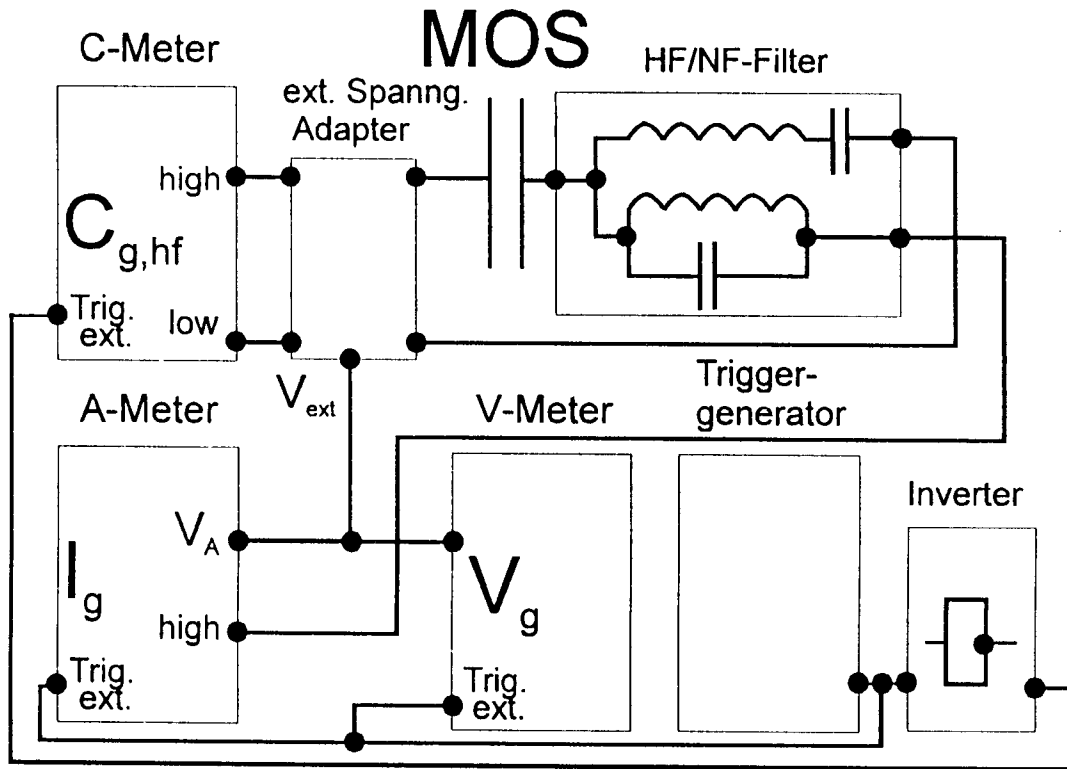 MOS
C-Meter
HF/NF-Filter
ext. Spanng.
Adapter
high
C g,hf
Trig.
ext.
low
V ext
Trigger-
generator
A-Meter
V-Meter
Inverter
V A
I g
V g
high
Trig.
ext.
Trig.
ext.